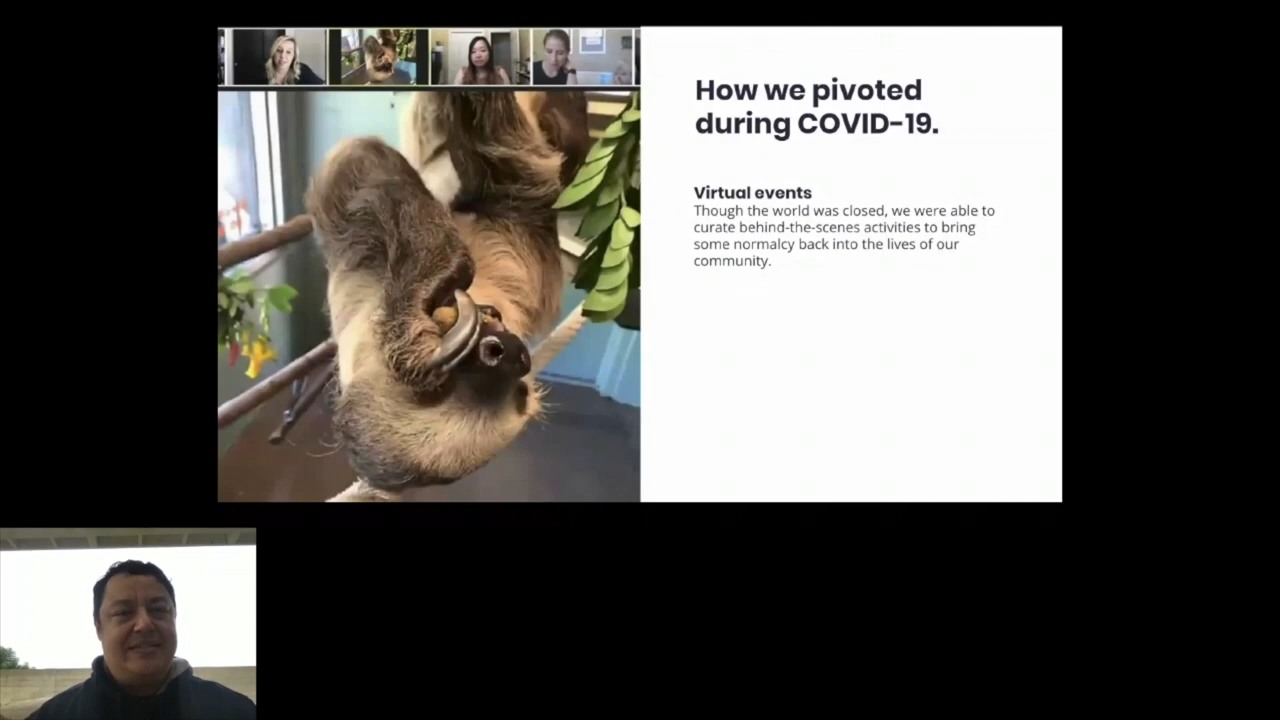 How we pivoted
during COVID-19.
Virtual events
Though the world was closed, we were able to
curate behind-the-scenes activities to bring
some normalcy back into the lives of our
community.